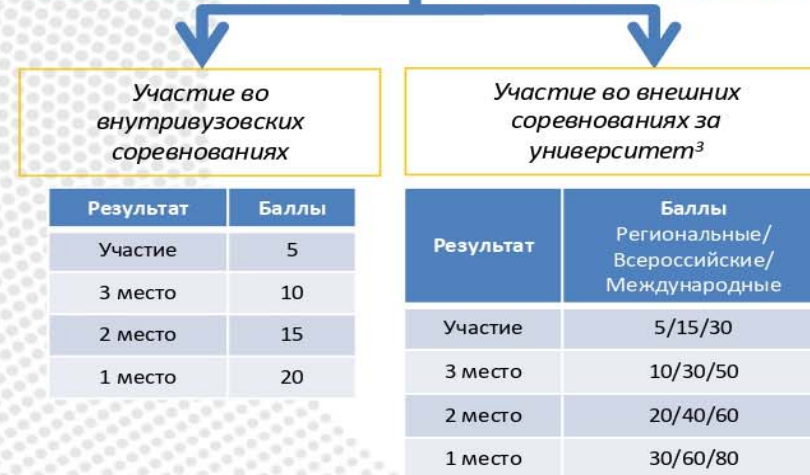 Участие во
внутривузовских
соревнованиях
Результат Баллы
Участие 5
3 место 10
2 место 15
1 место 20
Участие во внешних
соревнованиях за
университет³
Результат
Баллы
Региональные/
Всероссийские/
Международные
Участие 5/15/30
3 место 10/30/50
2 место 20/40/60
1 место 30/60/80